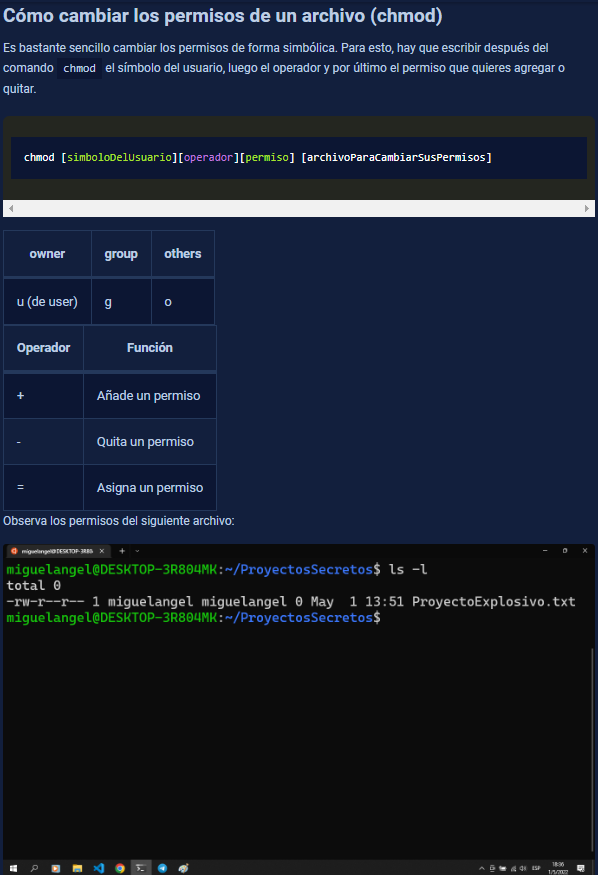 Cómo cambiar los permisos de un archivo (chmod)
Es bastante sencillo cambiar los permisos de forma simbólica. Para esto, hay que escribir después del
comando chmod el símbolo del usuario, luego el operador y por último el permiso que quieres agregar o
quitar.
chmod [simboloDelUsuario][operador][permiso] [archivoParaCambiarSusPermisos]
owner group others
u (de user) g o
Operador Función
+ Añade un permiso
- Quita un permiso
= Asigna un permiso
Observa los permisos del siguiente archivo:
miguelangel@DESKTOP-3R804
miguelangel@DESKTOP-3R804MK:~/ProyectosSecretos$ ls -l
total 0
-rw-r--r-- 1 miguelangel miguelangel 0 May  1 13:51 ProyectoExplosivo.txt
miguelangel@DESKTOP-3R804MK:~/ProyectosSecretos$
ESP
18:36
1/5/2022